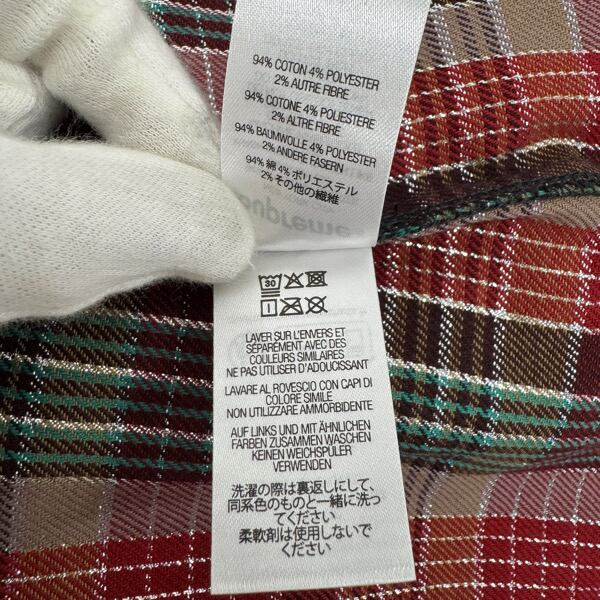 94% COTON 4% POLYESTER
2% AUTRE FIBRE
94% COTONE 4% POLIESTERE
2% ALTRE FIBRE
94% BAUMWOLLE 4% POLYESTER
2% ANDERE FASERN
94% 綿 4% ポリエステル
2% その他の繊維
Supreme
30
LAVER SUR L'ENVERS ET
SÉPARÉMENT AVEC DES
COULEURS SIMILAIRES
NE PAS UTILISER D'ADOUCISSANT
LAVARE AL ROVESCIO CON CAPI DI
COLORE SIMILE
NON UTILIZZARE AMMORBIDENTE
AUF LINKS UND MIT ÄHNLICHEN
FARBEN ZUSAMMEN WASCHEN
KEINEN WEICHSPÜLER
VERWENDEN
洗濯の際は裏返しにして、
同系色のものと一緒に洗っ
てください
柔軟剤は使用しないで
ください